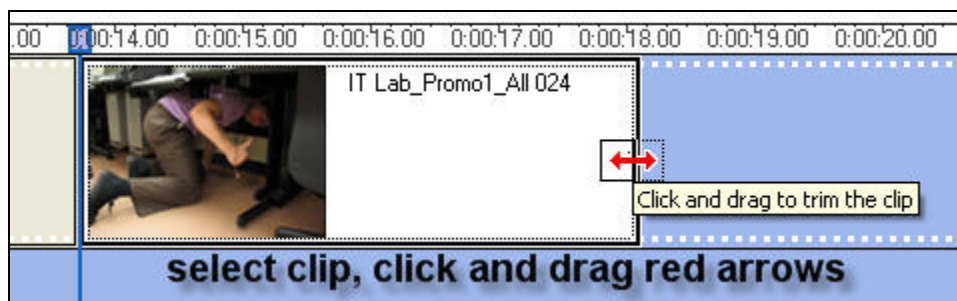 .00 0:00:14.00 0:00:15.00 0:00:16.00 0:00:17.00 0:00:18.00 0:00:19.00 0:00:20.00
IT Lab_Promo1_All 024
Click and drag to trim the clip
select clip, click and drag red arrows